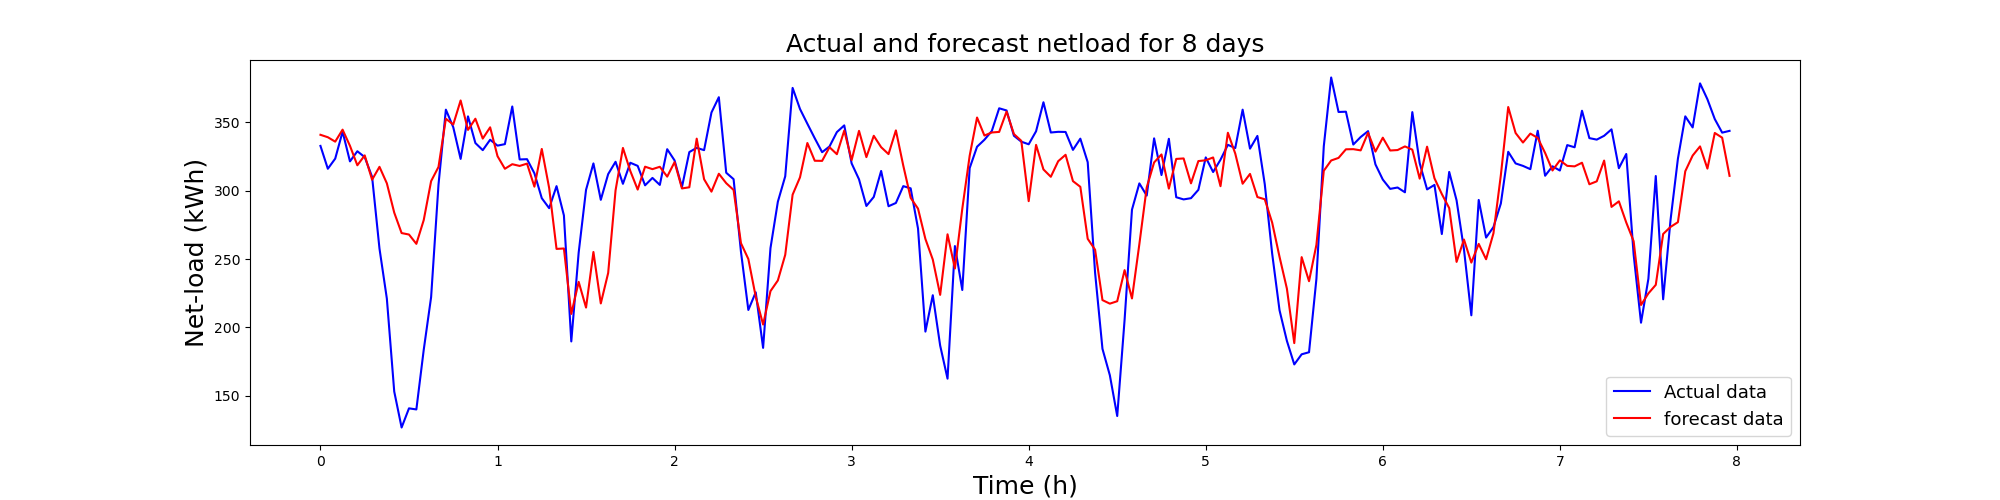 Actual and forecast netload for 8 days
Net-load (kWh)
350
300
250
200
150
0 1 2 3 4 5 6 7 8
Time (h)
Actual data
forecast data